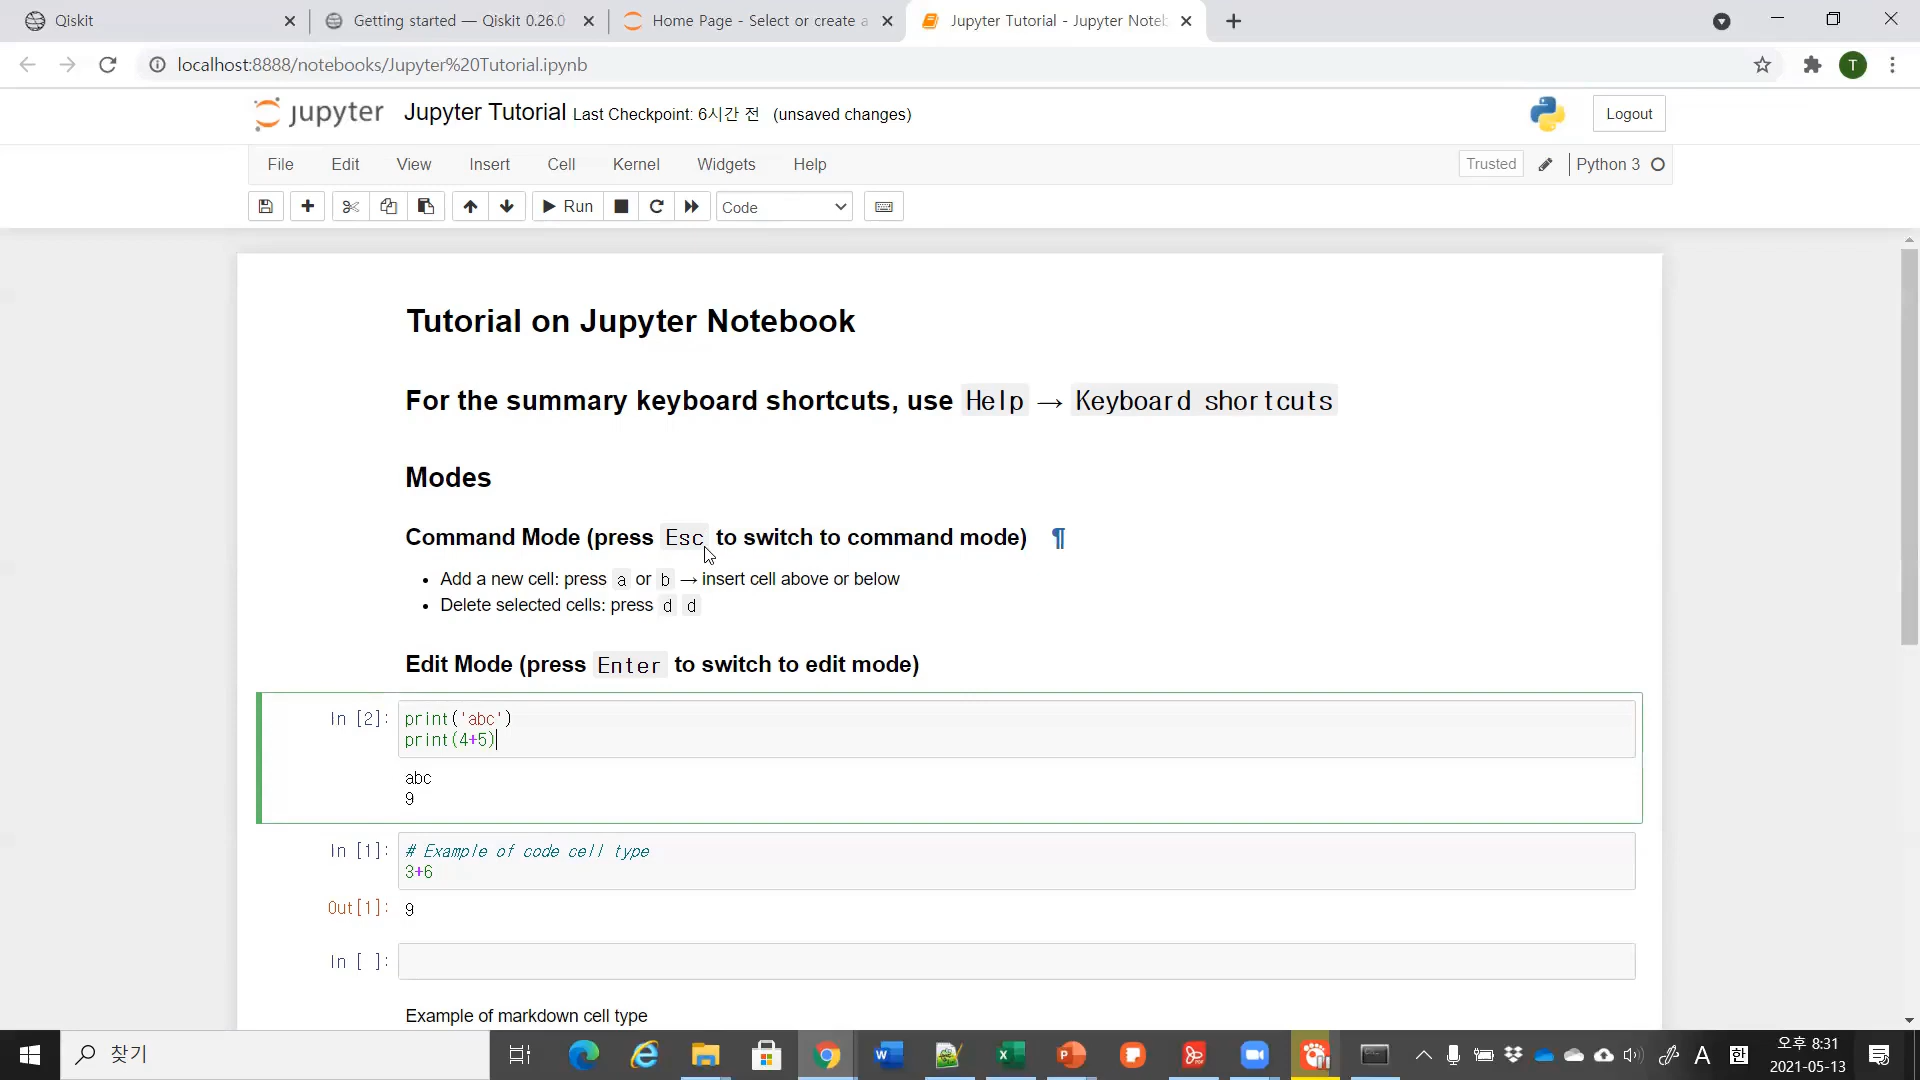 Qiskit
Getting started — Qiskit 0.26.0
Home Page - Select or create a
Jupyter Tutorial - Jupyter Noteb
localhost:8888/notebooks/Jupyter%20Tutorial.ipynb
T
jupyter Jupyter Tutorial Last Checkpoint: 6시간 전 (unsaved changes)
Logout
File Edit View Insert Cell Kernel Widgets Help
Trusted
Python 3
Run
Code
Tutorial on Jupyter Notebook
For the summary keyboard shortcuts, use Help → Keyboard shortcuts
Modes
Command Mode (press Esc to switch to command mode) ¶
• Add a new cell: press a or b → insert cell above or below
• Delete selected cells: press d d
Edit Mode (press Enter to switch to edit mode)
In [2]: print('abc')
print(4+5)
abc
9
In [1]: # Example of code cell type
3+6
Out[1]: 9
In [ ]:
Example of markdown cell type
찾기
A
한
오후 8:31
2021-05-13